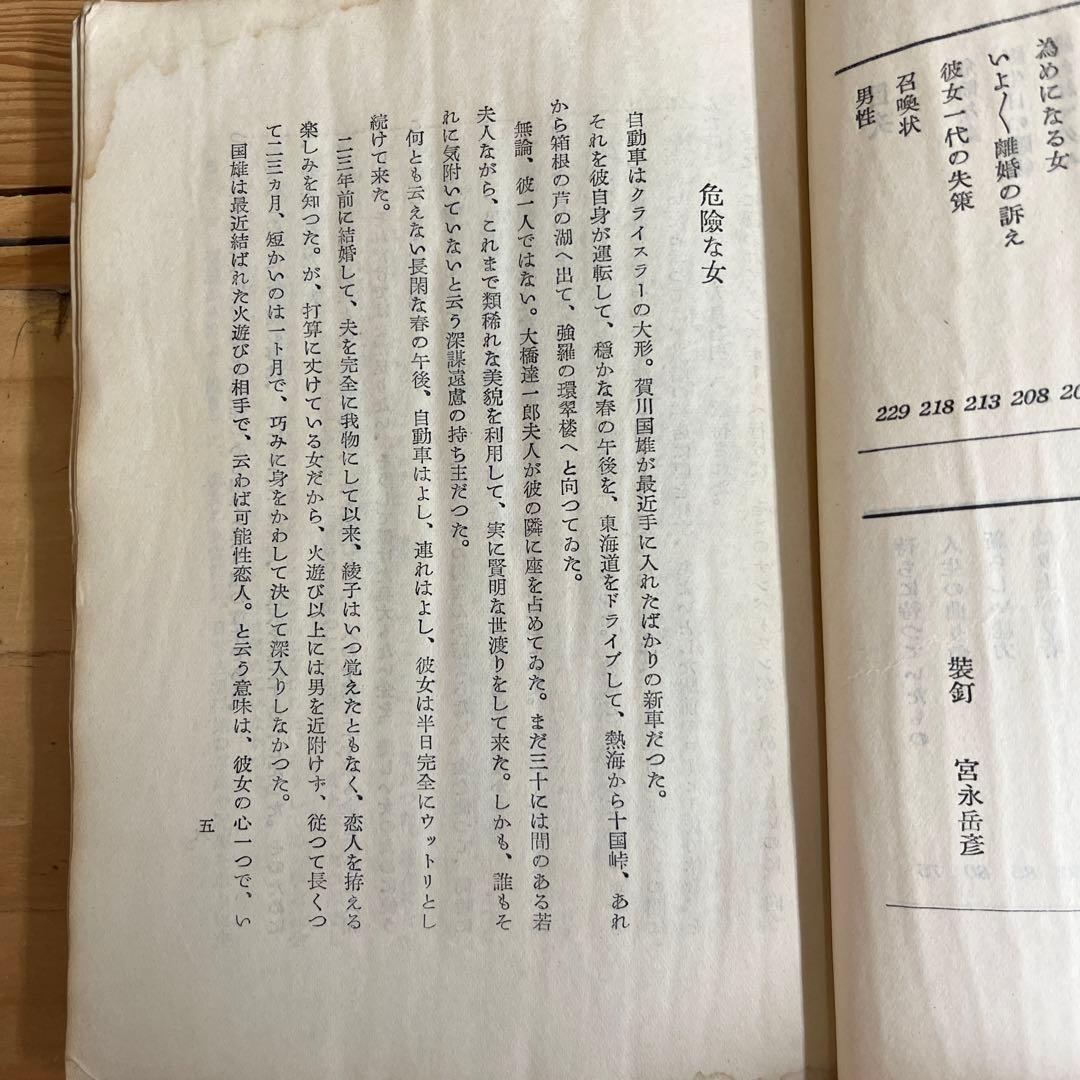 為めになる女
いよ〱離婚の訴え
彼女一代の失策
召喚状
男性
229 218 213 208
装釘 宮永岳彦
危險な女
自動車はクライスラーの大形。賀川国雄が最近手に入れたばかりの新車だつた。
それを彼自身が運転して、穏かな春の午後を、東海道をドライブして、熱海から十国峠、あれ
から箱根の芦の湖へ出て、強羅の環翠楼へと向つてゐた。
無論、彼一人ではない。大橋達一郎夫人が彼の隣に座を占めてゐた。まだ三十には間のある若
夫人ながら、これまで類稀れな美貌を利用して、実に賢明な世渡りをして来た。しかも、誰もそ
れに気附いていないと云う深謀遠慮の持ち主だつた。
何とも云えない長閑な春の午後、自動車はよし、連れはよし、彼女は半日完全にウットリとし
続けて来た。
二三年前に結婚して、夫を完全に我物にして以来、綾子はいつ覚えたともなく、恋人を拵える
楽しみを知つた。が、打算に丈けている女だから、火遊び以上には男を近附けず、従つて長くつ
て二三ヵ月、短かいのは一ト月で、巧みに身をかわして決して深入りしなかつた。
国雄は最近結ばれた火遊びの相手で、云わば可能性恋人。と云う意味は、彼女の心一つで、い
五